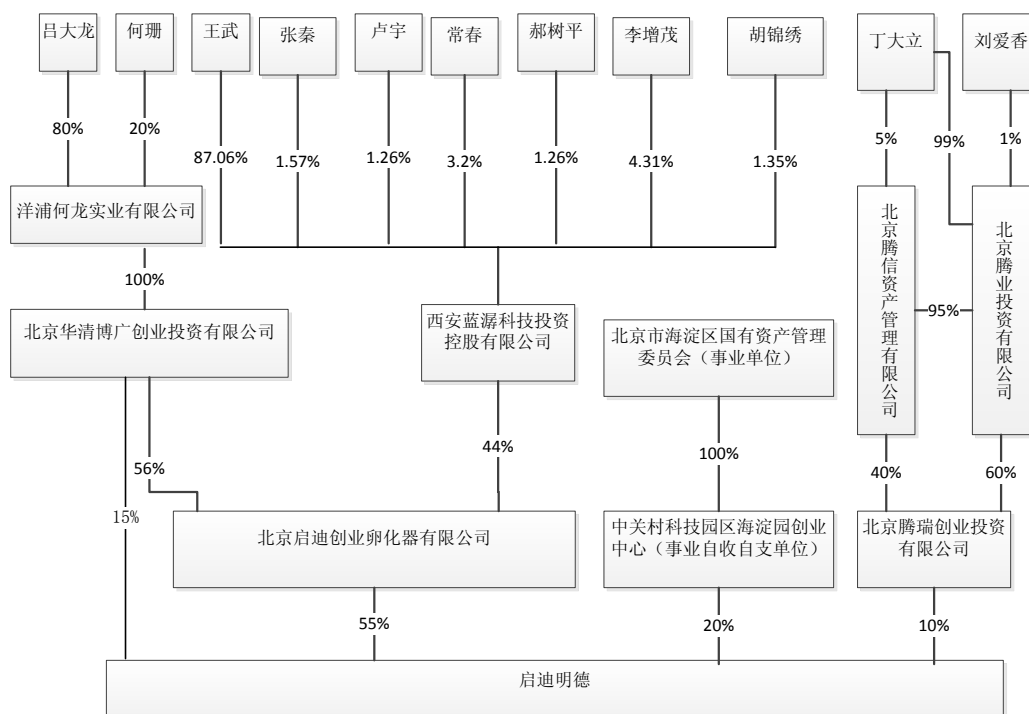 吕大龙
何珊
王武
张秦
卢宇
常春
郝树平
李增茂
胡锦绣
丁大立
刘爱香
80%
20%
87.06%
1.57%
1.26%
3.2%
1.26%
4.31%
1.35%
5%
99%
1%
洋浦何龙实业有限公司
北京腾信资产管理有限公司
北京腾业投资有限公司
100%
95%
北京华清博广创业投资有限公司
西安蓝溽科技投资
控股有限公司
北京市海淀区国有资产管理
委员会（事业单位）
56%
44%
100%
40%
60%
15%
北京启迪创业卵化器有限公司
中关村科技园区海淀园创业
中心（事业自收自支单位）
北京腾瑞创业投资
有限公司
55%
20%
10%
启迪明德